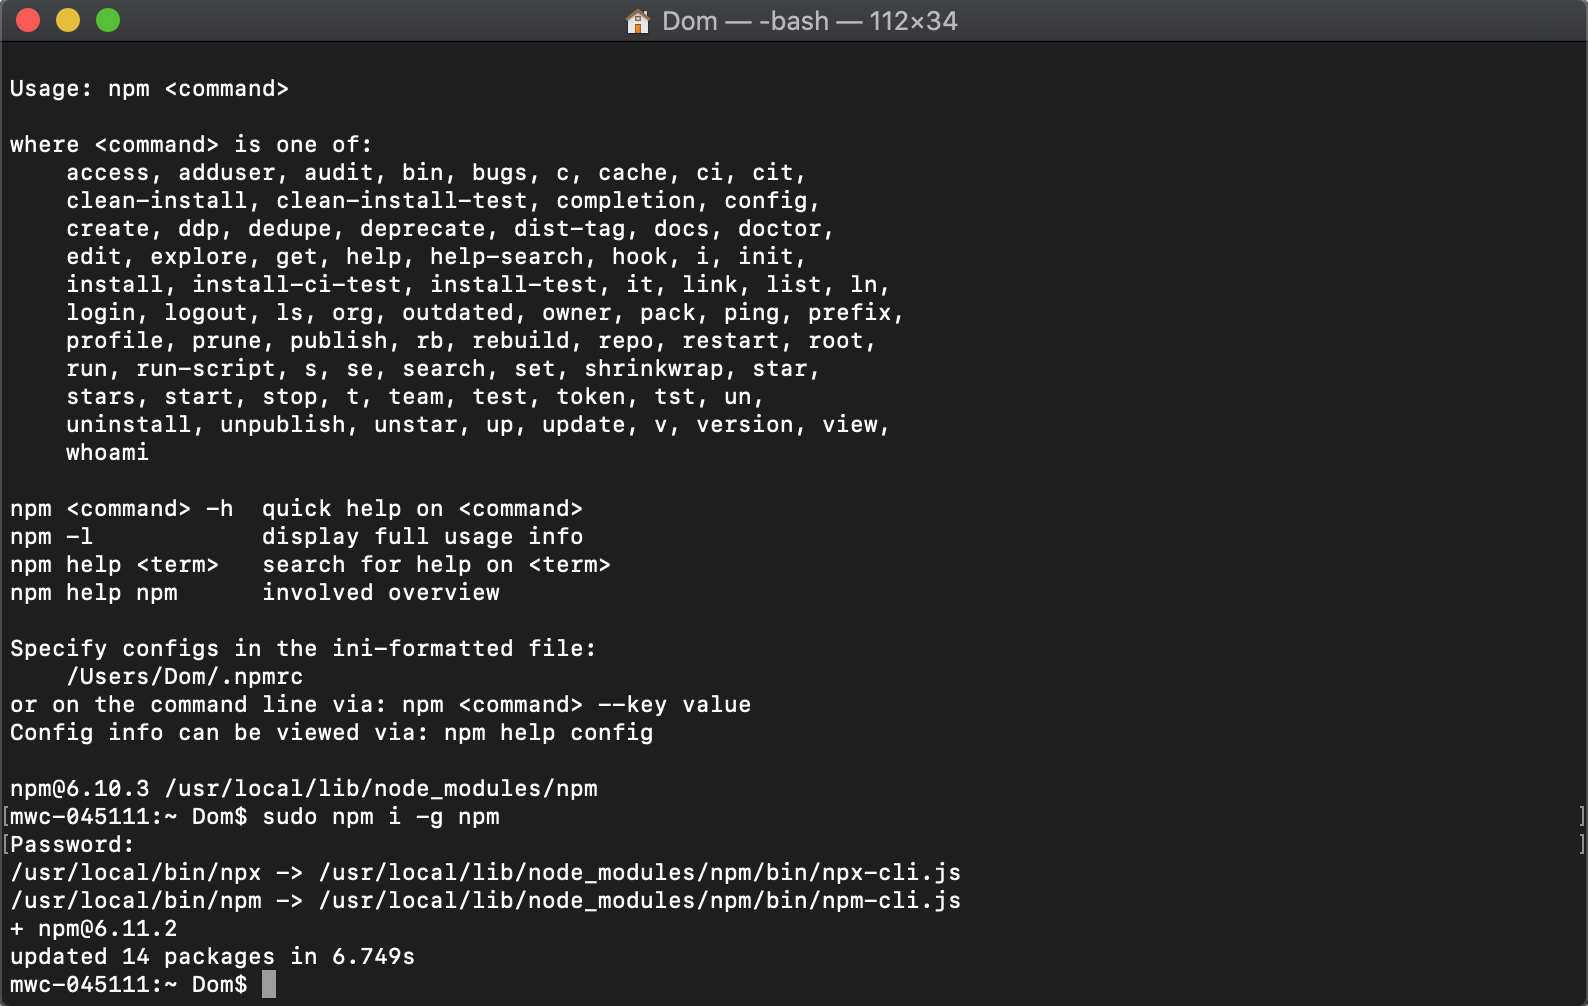 Dom — -bash — 112×34
Usage: npm <command>
where <command> is one of:
    access, adduser, audit, bin, bugs, c, cache, ci, cit,
    clean-install, clean-install-test, completion, config,
    create, ddp, dedupe, deprecate, dist-tag, docs, doctor,
    edit, explore, get, help, help-search, hook, i, init,
    install, install-ci-test, install-test, it, link, list, ln,
    login, logout, ls, org, outdated, owner, pack, ping, prefix,
    profile, prune, publish, rb, rebuild, repo, restart, root,
    run, run-script, s, se, search, set, shrinkwrap, star,
    stars, start, stop, t, team, test, token, tst, un,
    uninstall, unpublish, unstar, up, update, v, version, view,
    whoami
npm <command> -h  quick help on <command>
npm -l            display full usage info
npm help <term>   search for help on <term>
npm help npm      involved overview
Specify configs in the ini-formatted file:
    /Users/Dom/.npmrc
or on the command line via: npm <command> --key value
Config info can be viewed via: npm help config
npm@6.10.3 /usr/local/lib/node_modules/npm
[mwc-045111:~ Dom$ sudo npm i -g npm ]
[Password: ]
/usr/local/bin/npx -> /usr/local/lib/node_modules/npm/bin/npx-cli.js
/usr/local/bin/npm -> /usr/local/lib/node_modules/npm/bin/npm-cli.js
+ npm@6.11.2
updated 14 packages in 6.749s
mwc-045111:~ Dom$